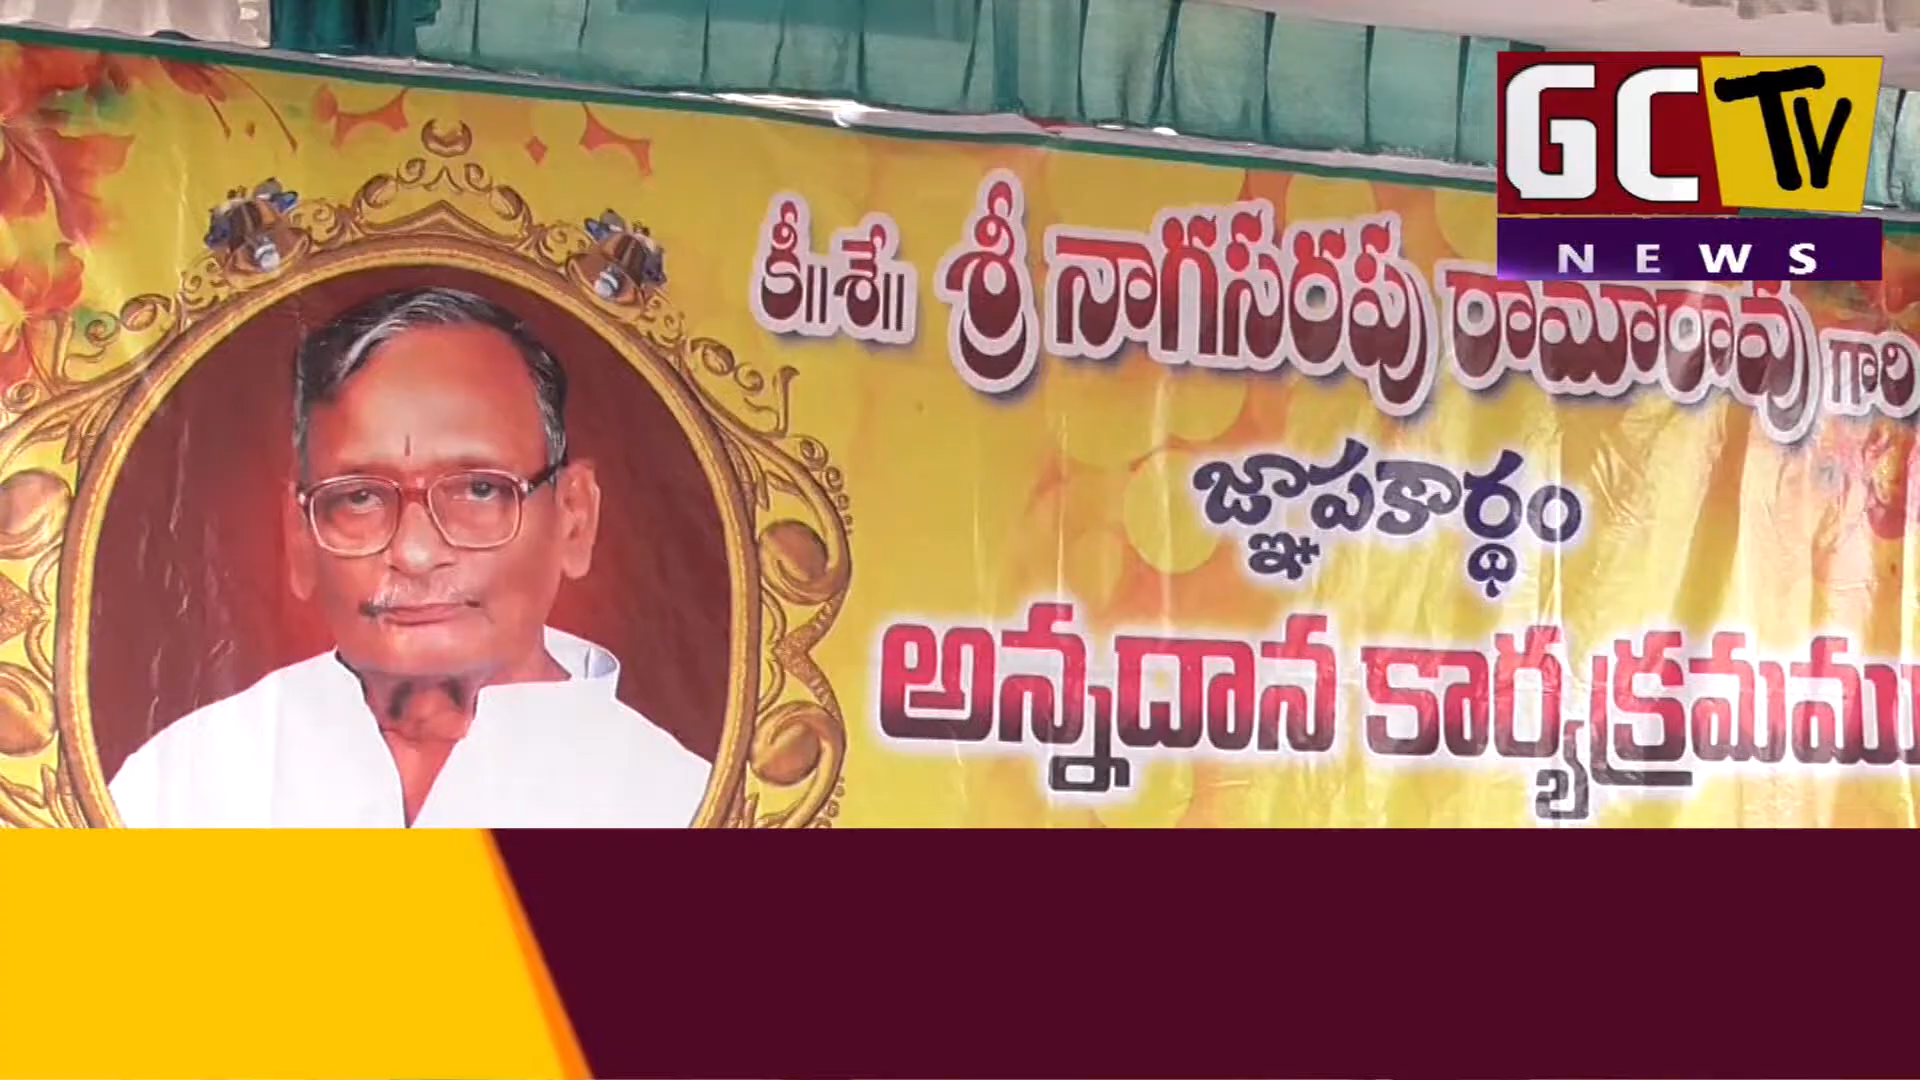 GC TV
NEWS
కీ॥శే॥ శ్రీ నాగసరపు రామారావు గారి
జ్ఞాపకార్థం
అన్నదాన కార్యక్రమము